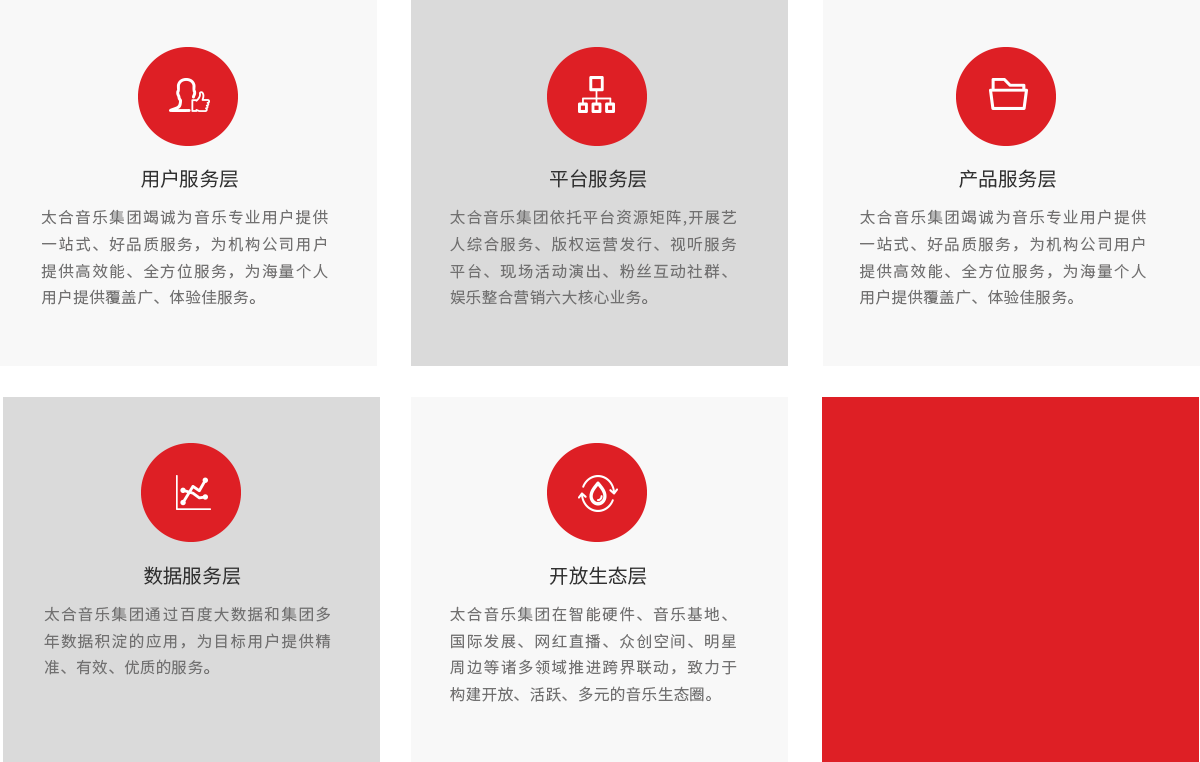 用户服务层
太合音乐集团竭诚为音乐专业用户提供
一站式、好品质服务，为机构公司用户
提供高效能、全方位服务，为海量个人
用户提供覆盖广、体验佳服务。
平台服务层
太合音乐集团依托平台资源矩阵,开展艺
人综合服务、版权运营发行、视听服务
平台、现场活动演出、粉丝互动社群、
娱乐整合营销六大核心业务。
产品服务层
太合音乐集团竭诚为音乐专业用户提供
一站式、好品质服务，为机构公司用户
提供高效能、全方位服务，为海量个人
用户提供覆盖广、体验佳服务。
数据服务层
太合音乐集团通过百度大数据和集团多
年数据积淀的应用，为目标用户提供精
准、有效、优质的服务。
开放生态层
太合音乐集团在智能硬件、音乐基地、
国际发展、网红直播、众创空间、明星
周边等诸多领域推进跨界联动，致力于
构建开放、活跃、多元的音乐生态圈。